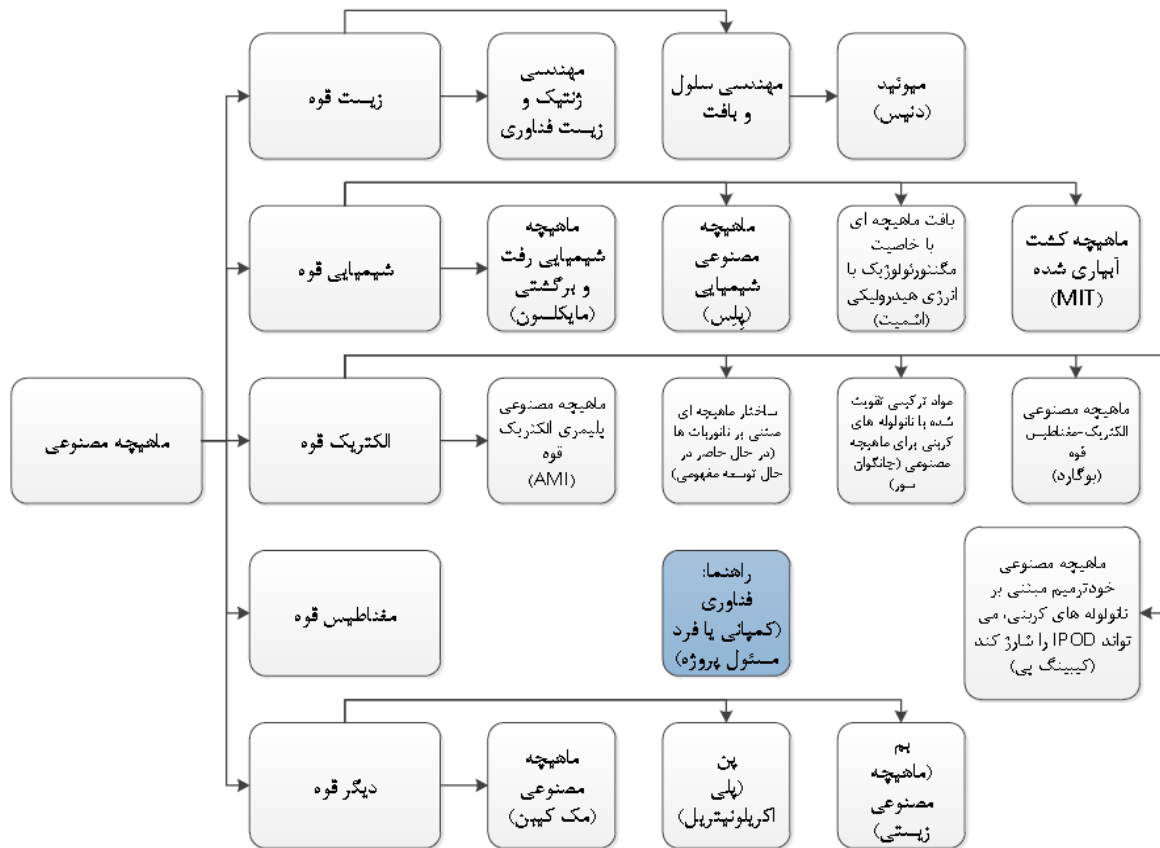 زیست قوه
مهندسی
ژنتیک و
زیست فناوری
مهندسی سلول
و بافت
میوئید
(دنیس)
شیمیایی قوه
ماهیچه
شیمیایی رفت
و برگشتی
(مایکلسون)
ماهیچه
مصنوعی
شیمیایی
(پلس)
بافت ماهیچه ای
با خاصیت
مگنتورئولوژیک با
انرژی هیدرولیکی
(اشمیت)
ماهیچه کشت
آبیاری شده
(MIT)
ماهیچه مصنوعی
الکتریک قوه
ماهیچه مصنوعی
پلیمری الکتریک
قوه
(AMI)
ساختار ماهیچه ای
مبتنی بر نانوربات ها
(در حال حاضر در
حال توسعه مفهومی)
مواد ترکیبی تقویت
شده با نانولوله های
کربنی برای ماهیچه
مصنوعی (جانگوان
سور)
ماهیچه مصنوعی
الکتریک-مغناطیس
قوه
(بوگارد)
مغناطیس قوه
راهنما:
فناوری
(کمپانی یا فرد
مسئول پروژه)
ماهیچه مصنوعی
خودترمیم مبتنی بر
نانولوله های کربنی، می
تواند IPOD را شارژ کند
(کیبینگ پی)
دیگر قوه
ماهیچه
مصنوعی
(مک کیبن)
پن
(پلی
اکریلونیتریل)
بم
(ماهیچه
مصنوعی
زیستی)